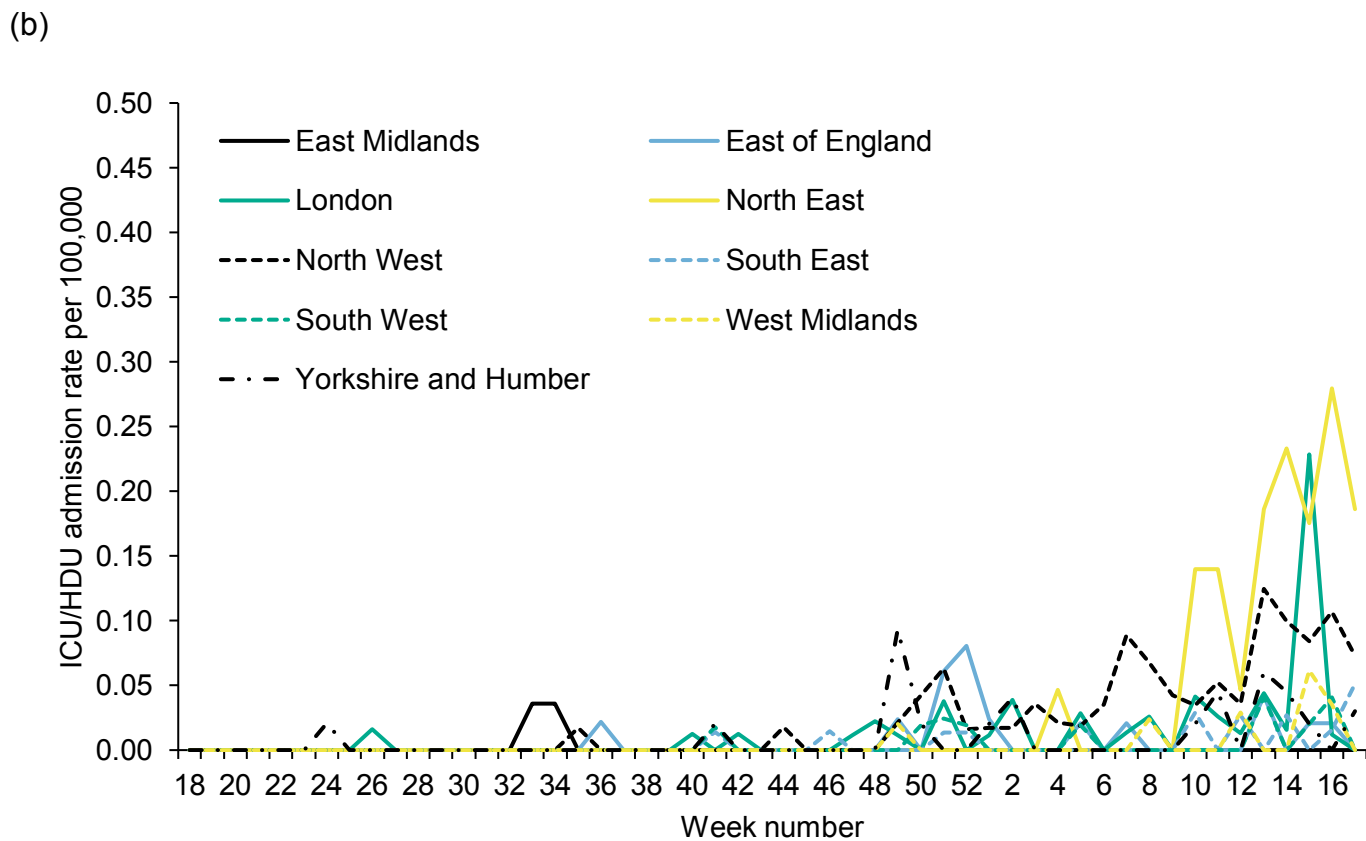 (b)
ICU/HDU admission rate per 100,000
0.50
0.45
0.40
0.35
0.30
0.25
0.20
0.15
0.10
0.05
0.00
East Midlands East of England
London North East
North West South East
South West West Midlands
Yorkshire and Humber
18 20 22 24 26 28 30 32 34 36 38 40 42 44 46 48 50 52 2 4 6 8 10 12 14 16
Week number